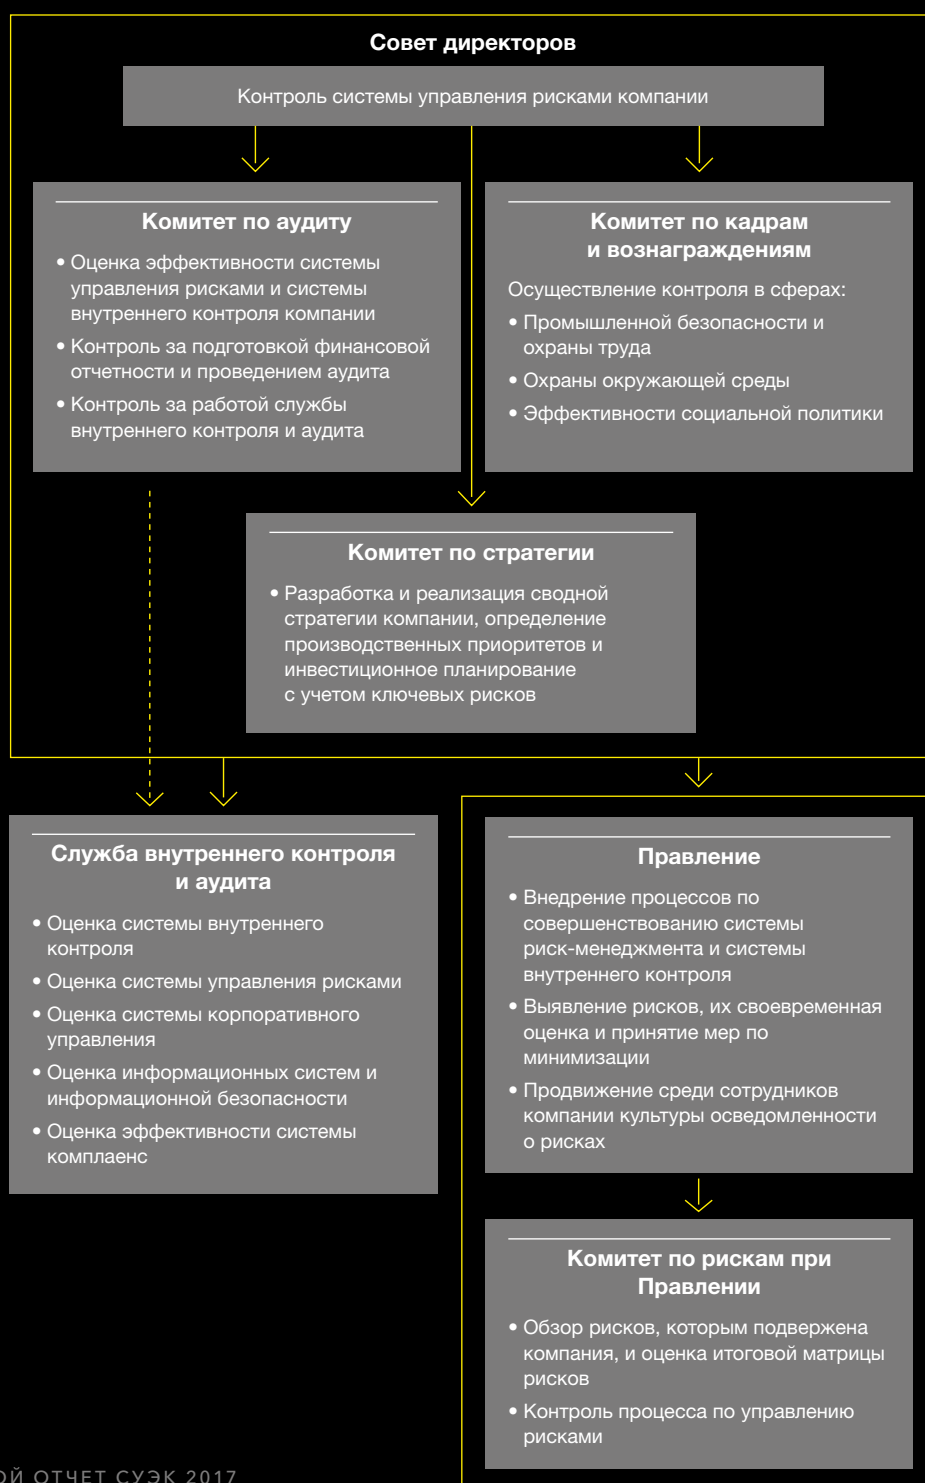 Совет директоров
Контроль системы управления рисками компании
Комитет по аудиту
• Оценка эффективности системы
управления рисками и системы
внутреннего контроля компании
• Контроль за подготовкой финансовой
отчетности и проведением аудита
• Контроль за работой службы
внутреннего контроля и аудита
Комитет по кадрам
и вознаграждениям
Осуществление контроля в сферах:
• Промышленной безопасности и
охраны труда
• Охраны окружающей среды
• Эффективности социальной политики
Комитет по стратегии
• Разработка и реализация сводной
стратегии компании, определение
производственных приоритетов и
инвестиционное планирование
с учетом ключевых рисков
Служба внутреннего контроля
и аудита
• Оценка системы внутреннего
контроля
• Оценка системы управления рисками
• Оценка системы корпоративного
управления
• Оценка информационных систем и
информационной безопасности
• Оценка эффективности системы
комплаенс
Правление
• Внедрение процессов по
совершенствованию системы
риск-менеджмента и системы
внутреннего контроля
• Выявление рисков, их своевременная
оценка и принятие мер по
минимизации
• Продвижение среди сотрудников
компании культуры осведомленности
о рисках
Комитет по рискам при
Правлении
• Обзор рисков, которым подвержена
компания, и оценка итоговой матрицы
рисков
• Контроль процесса по управлению
рисками
ОЙ ОТЧЕТ СУЭК 2017